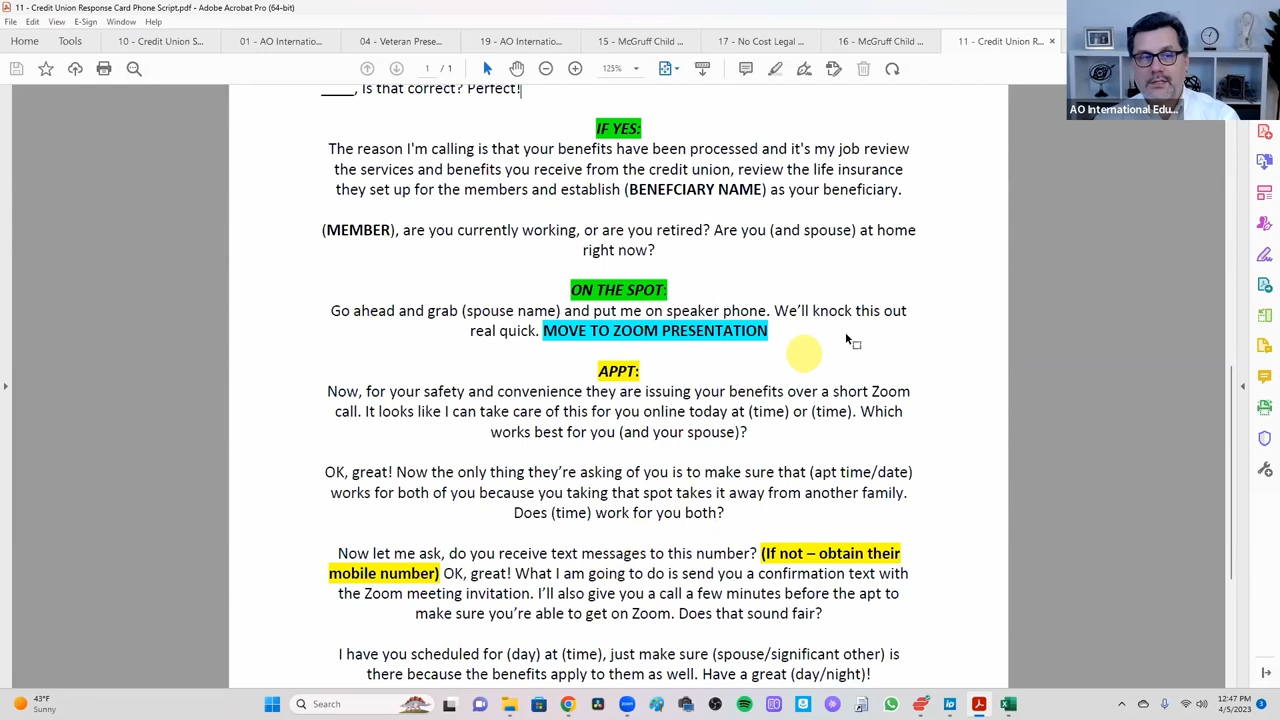 11 - Credit Union Response Card Phone Script.pdf - Adobe Acrobat Pro (64-bit)
File Edit View E-Sign Window Help
Home Tools 10 - Credit Union S... 01 - AO Internatio... 04 - Veteran Prese... 19 - AO Internatio... 15 - McGruff Child ... 17 - No Cost Legal ... 16 - McGruff Child ... 11 - Credit Union R...
1 / 1 125%
AO International Edu...
____, is that correct? Perfect!
IF YES:
The reason I'm calling is that your benefits have been processed and it's my job review
the services and benefits you receive from the credit union, review the life insurance
they set up for the members and establish (BENEFCIARY NAME) as your beneficiary.
(MEMBER), are you currently working, or are you retired? Are you (and spouse) at home
right now?
ON THE SPOT:
Go ahead and grab (spouse name) and put me on speaker phone. We’ll knock this out
real quick. MOVE TO ZOOM PRESENTATION
APPT:
Now, for your safety and convenience they are issuing your benefits over a short Zoom
call. It looks like I can take care of this for you online today at (time) or (time). Which
works best for you (and your spouse)?
OK, great! Now the only thing they’re asking of you is to make sure that (apt time/date)
works for both of you because you taking that spot takes it away from another family.
Does (time) work for you both?
Now let me ask, do you receive text messages to this number? (If not – obtain their
mobile number) OK, great! What I am going to do is send you a confirmation text with
the Zoom meeting invitation. I’ll also give you a call a few minutes before the apt to
make sure you’re able to get on Zoom. Does that sound fair?
I have you scheduled for (day) at (time), just make sure (spouse/significant other) is
there because the benefits apply to them as well. Have a great (day/night)!
43°F
Sunny
Search
12:47 PM
4/5/2023